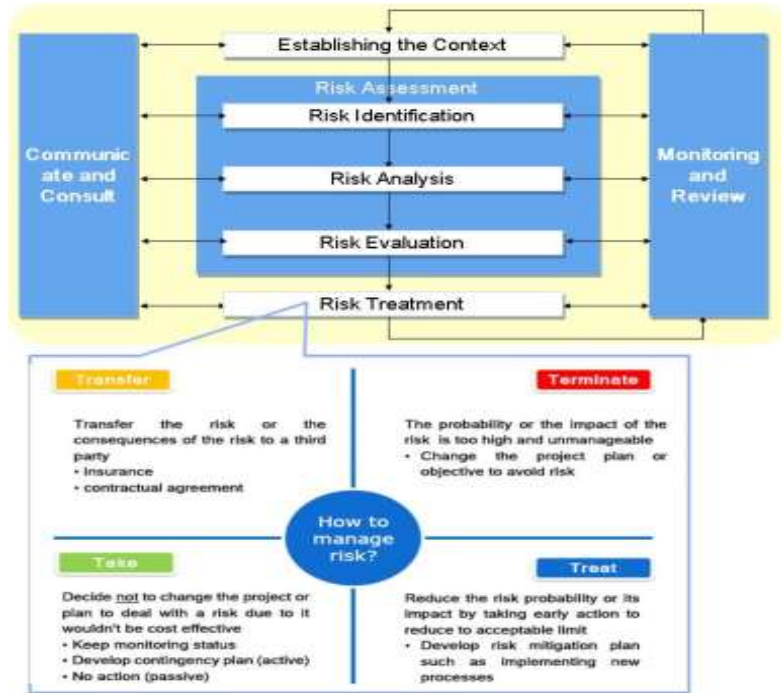 Establishing the Context
Risk Assessment
Risk Identification
Communic
ate and
Consult
Risk Analysis
Monitoring
and
Review
Risk Evaluation
Risk Treatment
Transfer
Transfer the risk or the
consequences of the risk to a third
party
• Insurance
• contractual agreement
Terminate
The probability or the impact of the
risk is too high and unmanageable
• Change the project plan or
objective to avoid risk
How to
manage
risk?
Take
Decide not to change the project or
plan to deal with a risk due to it
wouldn't be cost effective
• Keep monitoring status
• Develop contingency plan (active)
• No action (passive)
Treat
Reduce the risk probability or its
impact by taking early action to
reduce to acceptable limit
• Develop risk mitigation plan
such as implementing new
processes